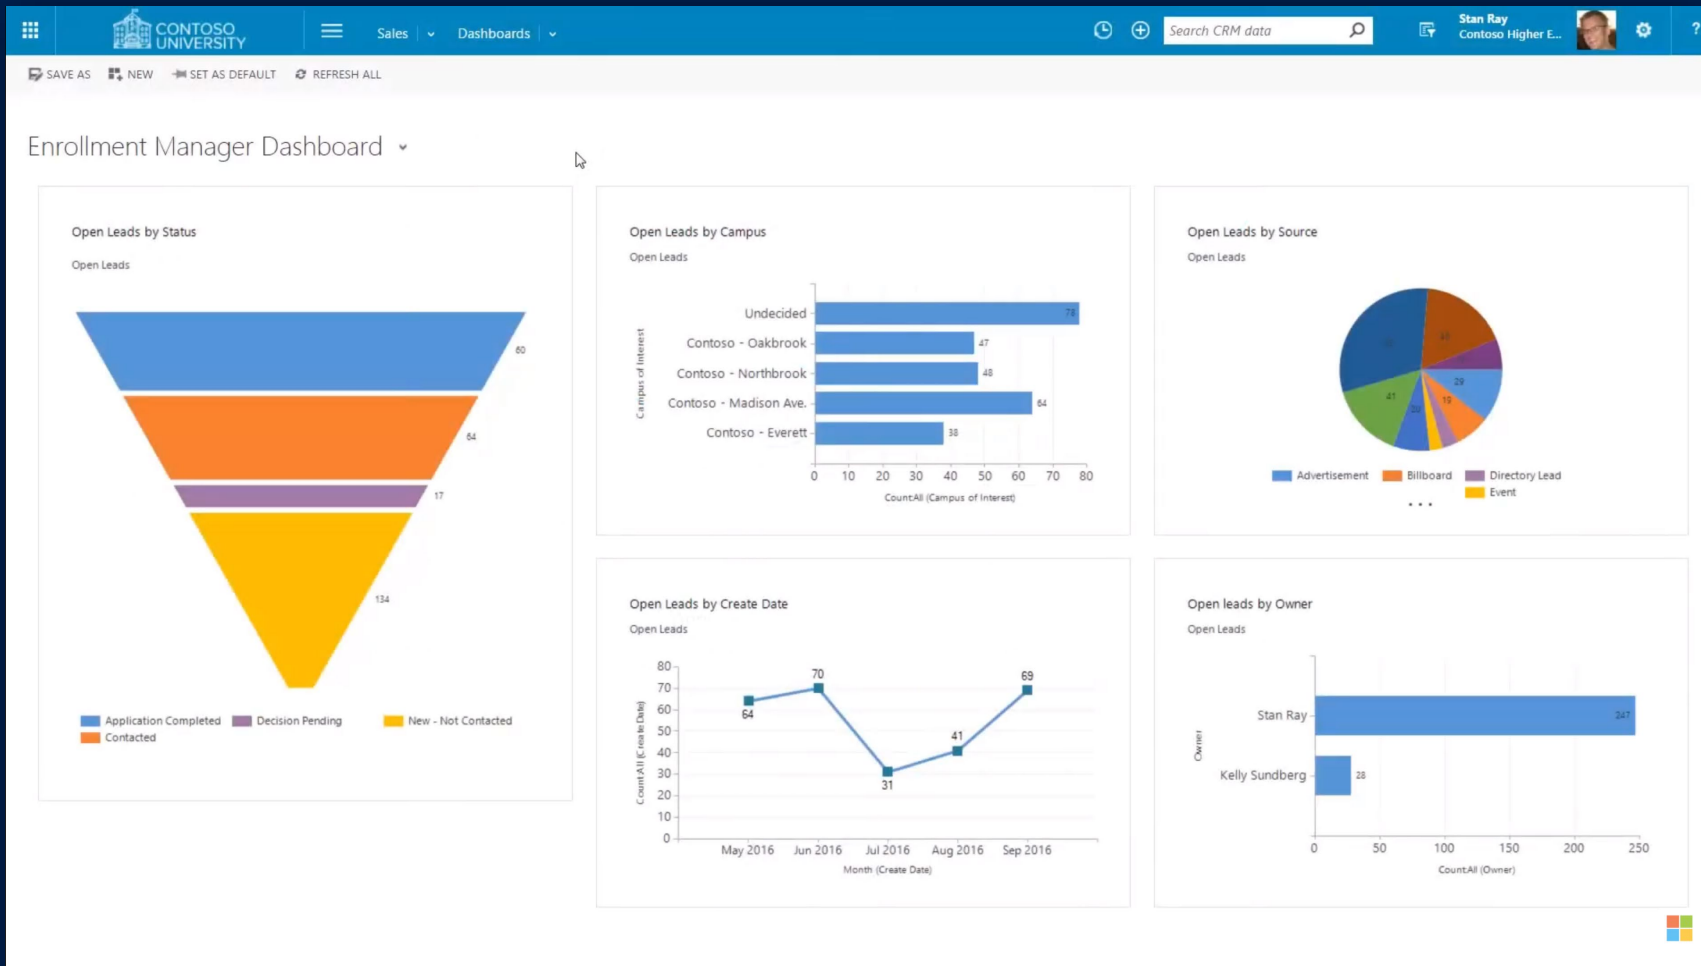 CONTOSO
UNIVERSITY
Sales
Dashboards
Search CRM data
Stan Ray
Contoso Higher E...
?
SAVE AS
NEW
SET AS DEFAULT
REFRESH ALL
Enrollment Manager Dashboard
Open Leads by Status
Open Leads
60
64
17
134
Application Completed
Decision Pending
New - Not Contacted
Contacted
Open Leads by Campus
Open Leads
Campus of Interest
Undecided
78
Contoso - Oakbrook
47
Contoso - Northbrook
48
Contoso - Madison Ave.
64
Contoso - Everett
38
0 10 20 30 40 50 60 70 80
Count:All (Campus of Interest)
Open Leads by Source
Open Leads
29
41
19
Advertisement
Billboard
Directory Lead
Event
...
Open Leads by Create Date
Open Leads
Count:All (Create Date)
80
70
60
50
40
30
20
10
0
64
70
31
41
69
May 2016 Jun 2016 Jul 2016 Aug 2016 Sep 2016
Month (Create Date)
Open leads by Owner
Open Leads
Owner
Stan Ray
247
Kelly Sundberg
28
0 50 100 150 200 250
Count:All (Owner)